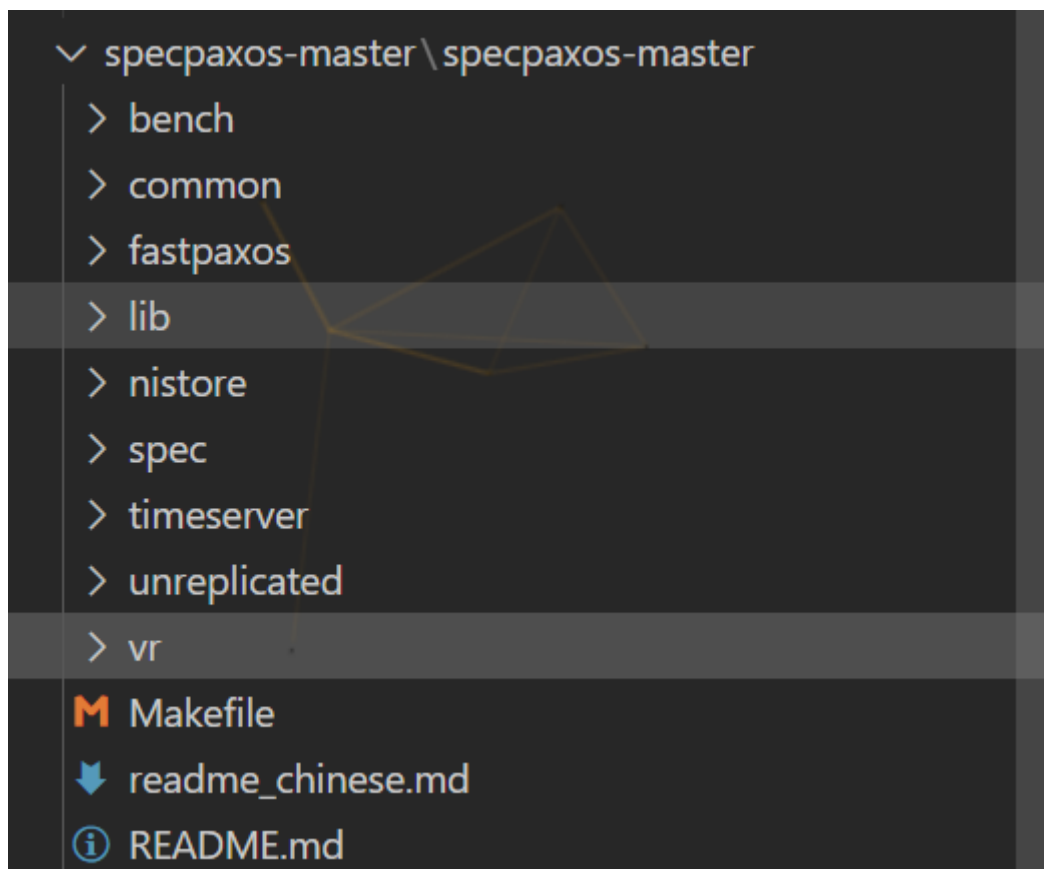 specpaxos-master\specpaxos-master
bench
common
fastpaxos
lib
nistore
spec
timeserver
unreplicated
vr
M Makefile
readme_chinese.md
README.md